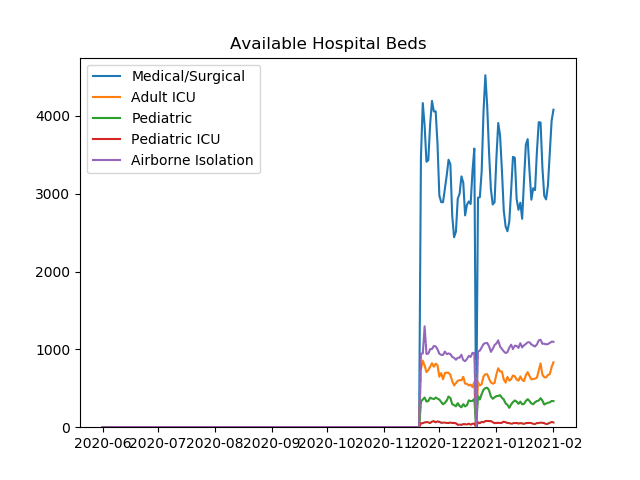 Available Hospital Beds
Medical/Surgical
Adult ICU
Pediatric
Pediatric ICU
Airborne Isolation
4000
3000
2000
1000
0
2020-06 2020-07 2020-08 2020-09 2020-10 2020-11 2020-12 2021-01 2021-02